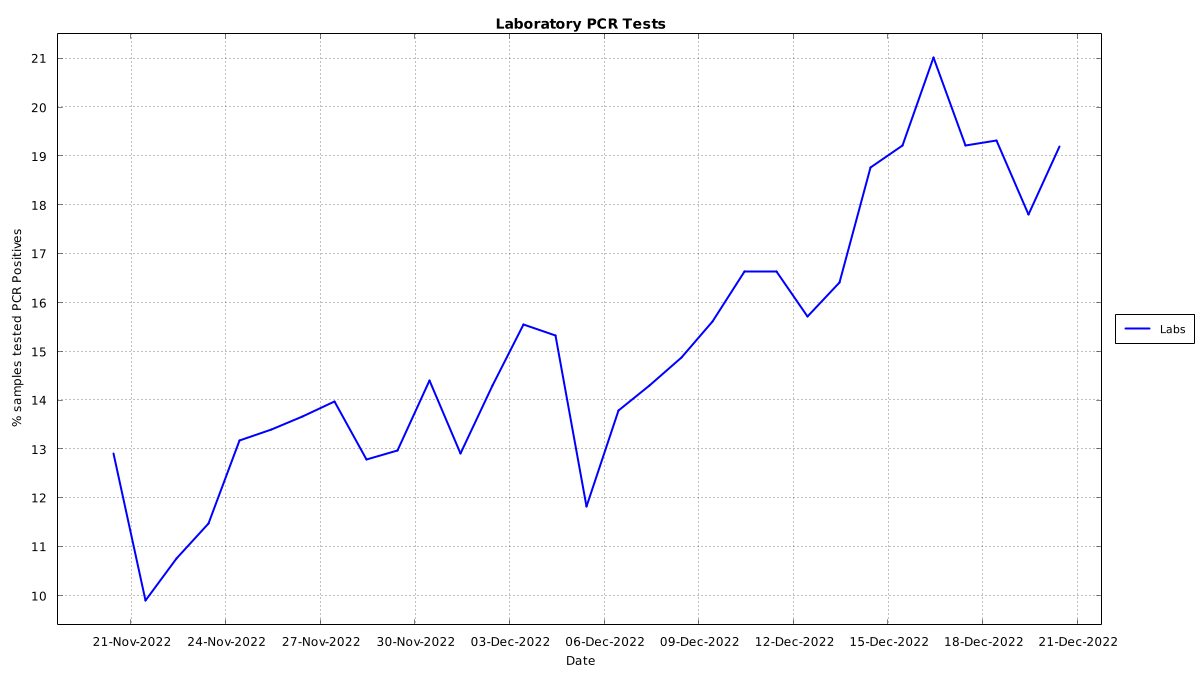 Laboratory PCR Tests
% samples tested PCR Positives
21
20
19
18
17
16
15
14
13
12
11
10
21-Nov-2022 24-Nov-2022 27-Nov-2022 30-Nov-2022 03-Dec-2022 06-Dec-2022 09-Dec-2022 12-Dec-2022 15-Dec-2022 18-Dec-2022 21-Dec-2022
Date
Labs